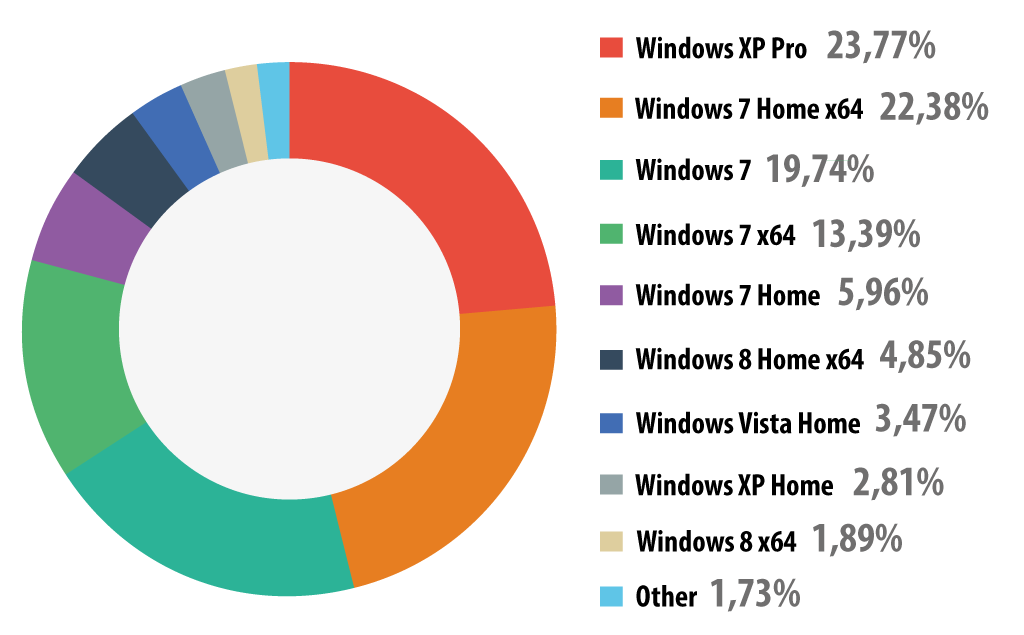 Windows XP Pro 23,77%
Windows 7 Home x64 22,38%
Windows 7 19,74%
Windows 7 x64 13,39%
Windows 7 Home 5,96%
Windows 8 Home x64 4,85%
Windows Vista Home 3,47%
Windows XP Home 2,81%
Windows 8 x64 1,89%
Other 1,73%